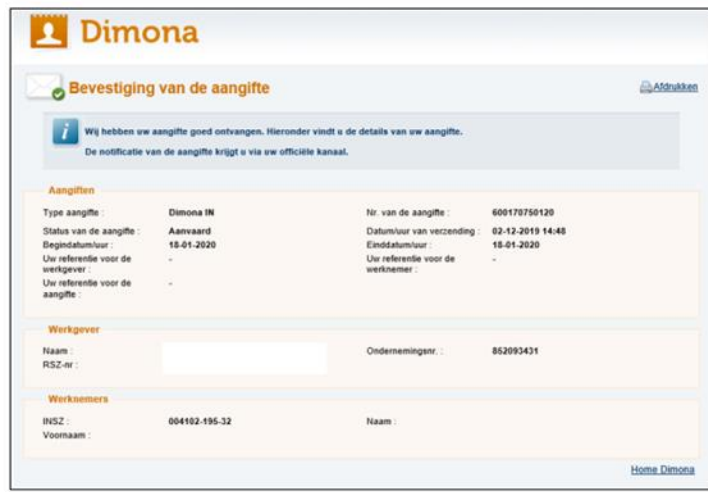 Dimona
Bevestiging van de aangifte
Afdrukken
i
Wij hebben uw aangifte goed ontvangen. Hieronder vindt u de details van uw aangifte.
De notificatie van de aangifte krijgt u via uw officiële kanaal.
Aangiften
Type aangifte : Dimona IN Nr. van de aangifte : 600170750120
Status van de aangifte : Aanvaard Datum/uur van verzending : 02-12-2019 14:48
Begindatum/uur : 18-01-2020 Einddatum/uur : 18-01-2020
Uw referentie voor de - Uw referentie voor de -
werkgever : werknemer :
Uw referentie voor de -
aangifte :
Werkgever
Naam : Ondernemingsnr. : 852093431
RSZ-nr :
Werknemers
INSZ : 004102-195-32 Naam :
Voornaam :
Home Dimona